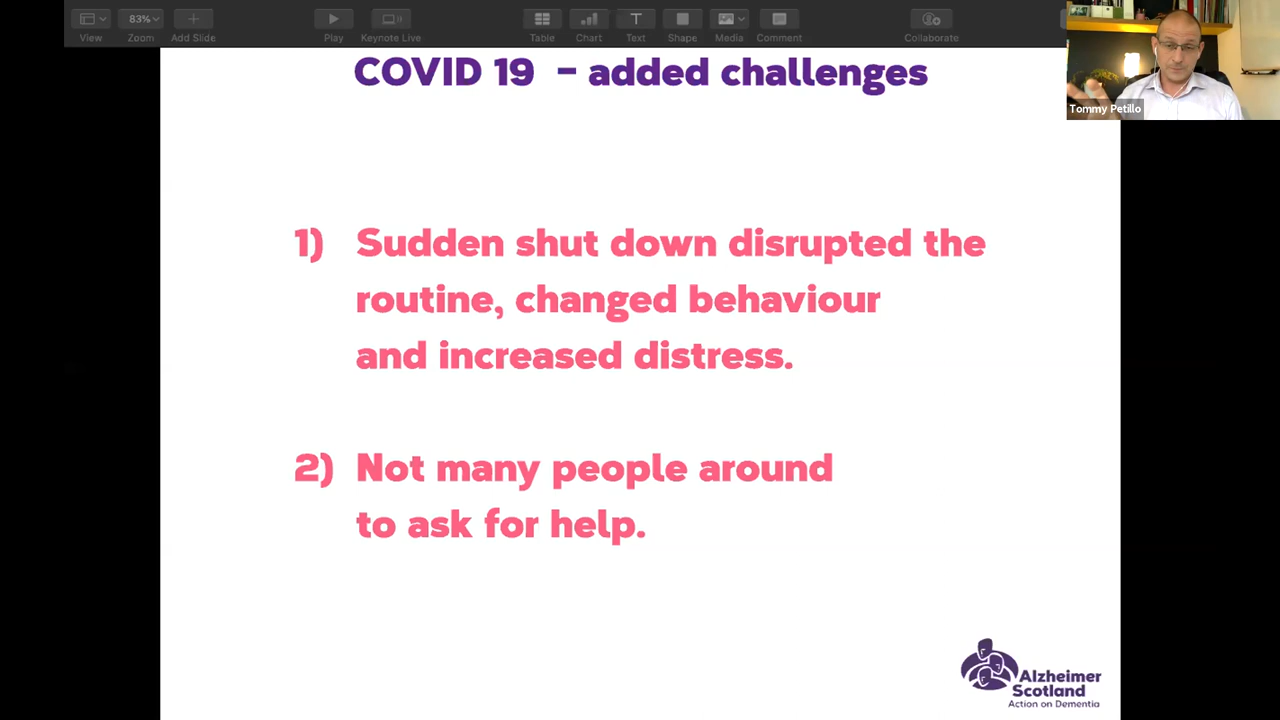 83%
View
Zoom
Add Slide
Play
Keynote Live
Table
Chart
Text
Shape
Media
Comment
Collaborate
Tommy Petillo
COVID 19 – added challenges
1) Sudden shut down disrupted the
routine, changed behaviour
and increased distress.
2) Not many people around
to ask for help.
Alzheimer
Scotland
Action on Dementia